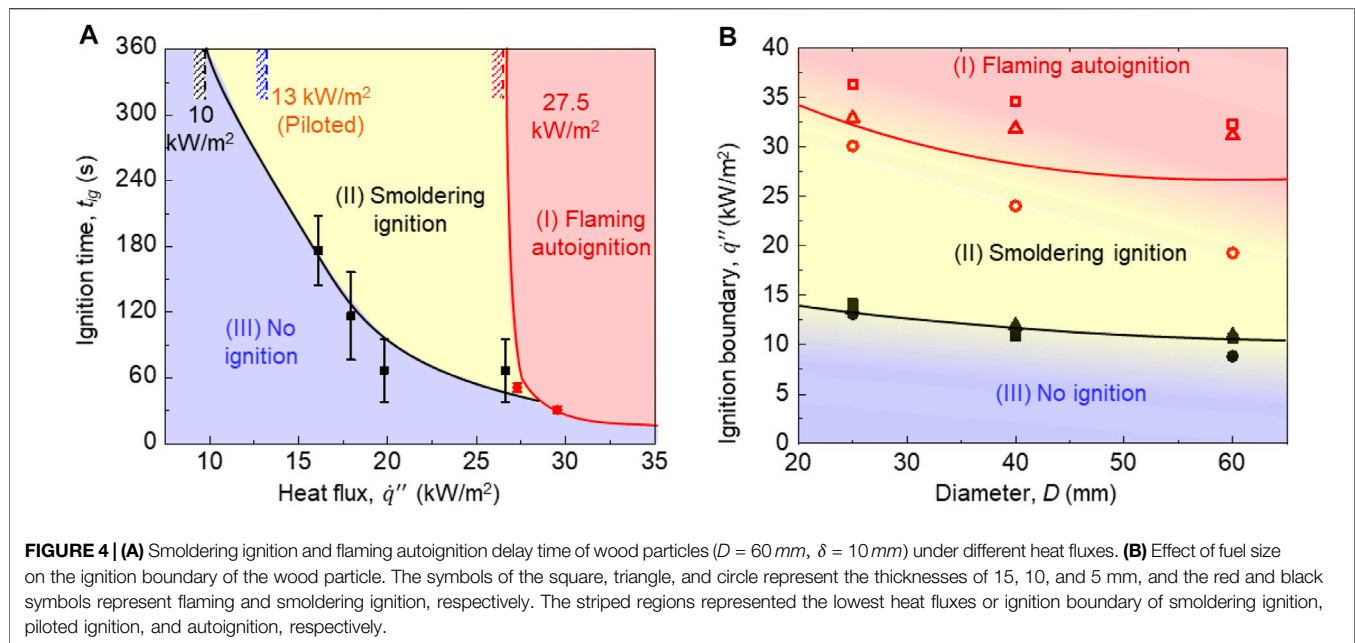 A
360
300
240
180
120
60
0
Ignition time, t_ig (s)
10
kW/m²
13 kW/m²
(Piloted)
27.5
kW/m²
(II) Smoldering
ignition
(I) Flaming
autoignition
(III) No
ignition
10 15 20 25 30 35
Heat flux, q̇'' (kW/m²)
B
40
35
30
25
20
15
10
5
0
Ignition boundary, q̇'' (kW/m²)
(I) Flaming autoignition
(II) Smoldering ignition
(III) No ignition
20 30 40 50 60
Diameter, D (mm)
FIGURE 4 | (A) Smoldering ignition and flaming autoignition delay time of wood particles (D = 60 mm, δ = 10 mm) under different heat fluxes. (B) Effect of fuel size
on the ignition boundary of the wood particle. The symbols of the square, triangle, and circle represent the thicknesses of 15, 10, and 5 mm, and the red and black
symbols represent flaming and smoldering ignition, respectively. The striped regions represented the lowest heat fluxes or ignition boundary of smoldering ignition,
piloted ignition, and autoignition, respectively.